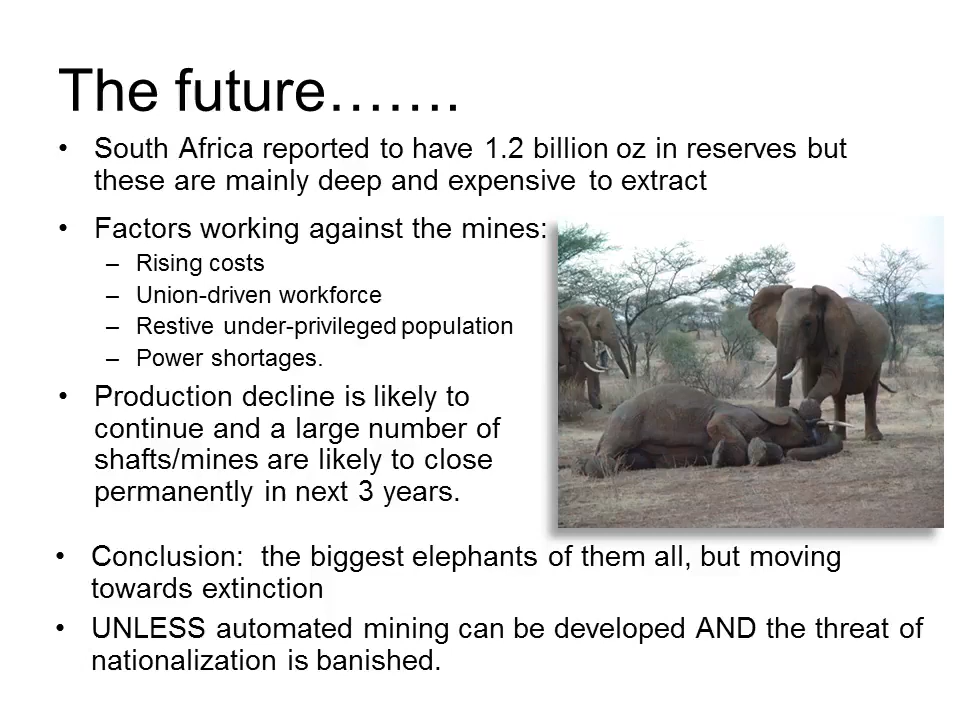 The future…….
• South Africa reported to have 1.2 billion oz in reserves but
these are mainly deep and expensive to extract
• Factors working against the mines:
– Rising costs
– Union-driven workforce
– Restive under-privileged population
– Power shortages.
• Production decline is likely to
continue and a large number of
shafts/mines are likely to close
permanently in next 3 years.
• Conclusion:  the biggest elephants of them all, but moving
towards extinction
• UNLESS automated mining can be developed AND the threat of
nationalization is banished.